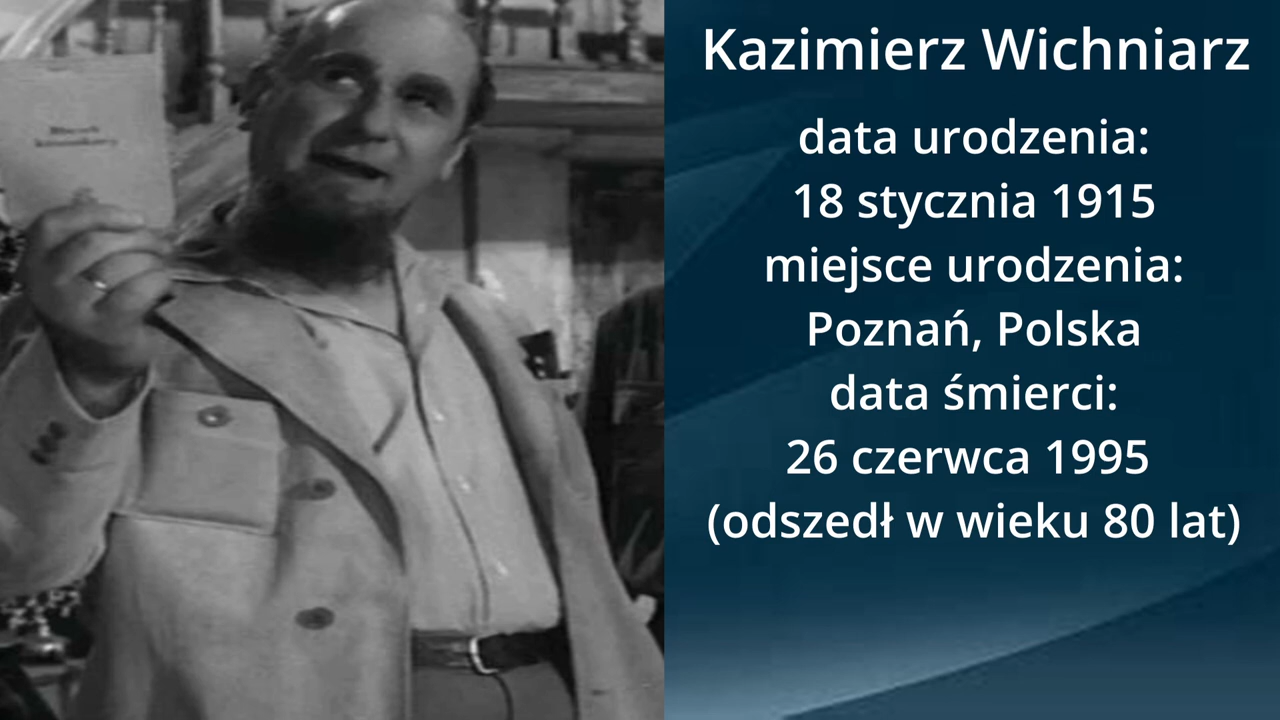 Kazimierz Wichniarz
data urodzenia:
18 stycznia 1915
miejsce urodzenia:
Poznań, Polska
data śmierci:
26 czerwca 1995
(odszedł w wieku 80 lat)